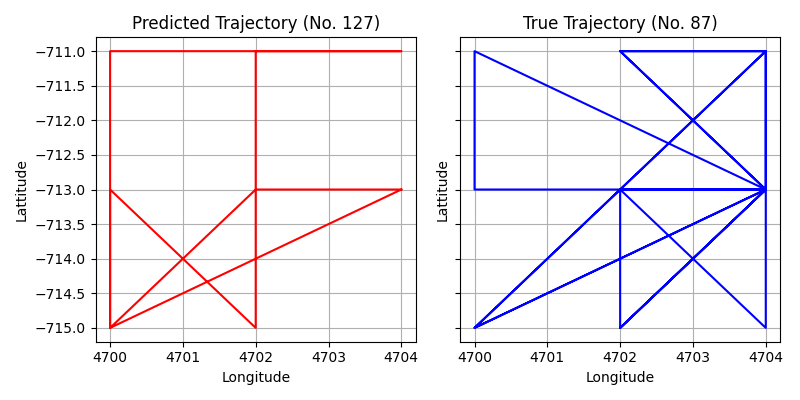 Predicted Trajectory (No. 127)
Lattitude
−711.0
−711.5
−712.0
−712.5
−713.0
−713.5
−714.0
−714.5
−715.0
4700 4701 4702 4703 4704
Longitude
True Trajectory (No. 87)
Lattitude
4700 4701 4702 4703 4704
Longitude